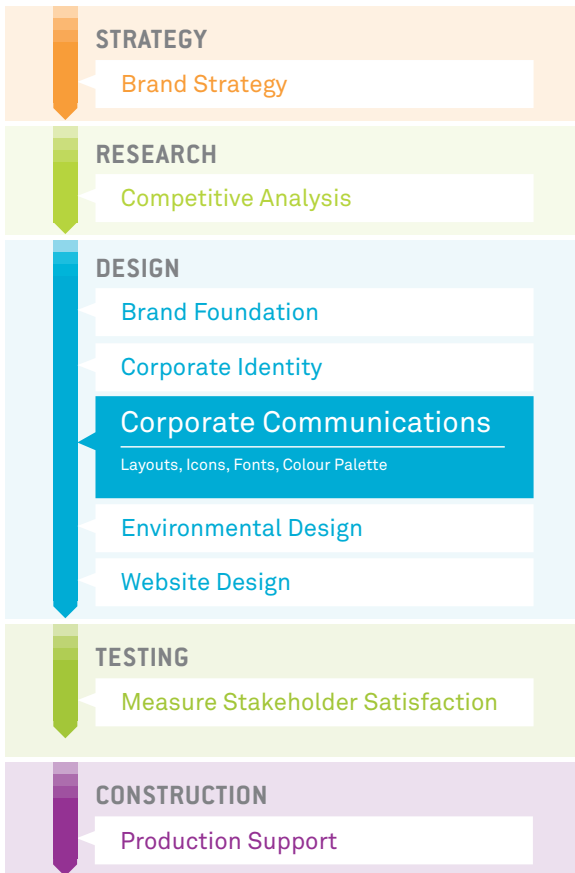 STRATEGY
Brand Strategy
RESEARCH
Competitive Analysis
DESIGN
Brand Foundation
Corporate Identity
Corporate Communications
Layouts, Icons, Fonts, Colour Palette
Environmental Design
Website Design
TESTING
Measure Stakeholder Satisfaction
CONSTRUCTION
Production Support